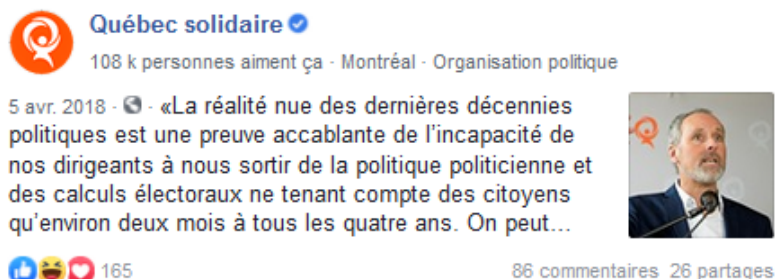 Québec solidaire
108 k personnes aiment ça · Montréal · Organisation politique
5 avr. 2018 · · «La réalité nue des dernières décennies
politiques est une preuve accablante de l'incapacité de
nos dirigeants à nous sortir de la politique politicienne et
des calculs électoraux ne tenant compte des citoyens
qu'environ deux mois à tous les quatre ans. On peut...
165
86 commentaires 26 partages